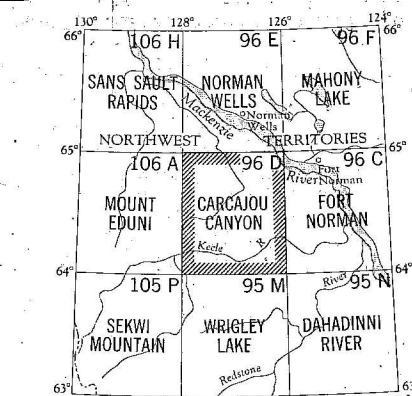 130° 128° 126° 124°
66° 66°
106 H 96 E 96 F
SANS SAULT RAPIDS
NORMAN WELLS
MAHONY LAKE
Mackenzie
Norman Wells
NORTHWEST TERRITORIES
65° 65°
106 A 96 D 96 C
River
Fort Norman
MOUNT EDUNI
CARCAJOU CANYON
FORT NORMAN
Keele R
64° 64°
105 P 95 M 95 N
River
SEKWI MOUNTAIN
WRIGLEY LAKE
DAHADINNI RIVER
Redstone
63° 63